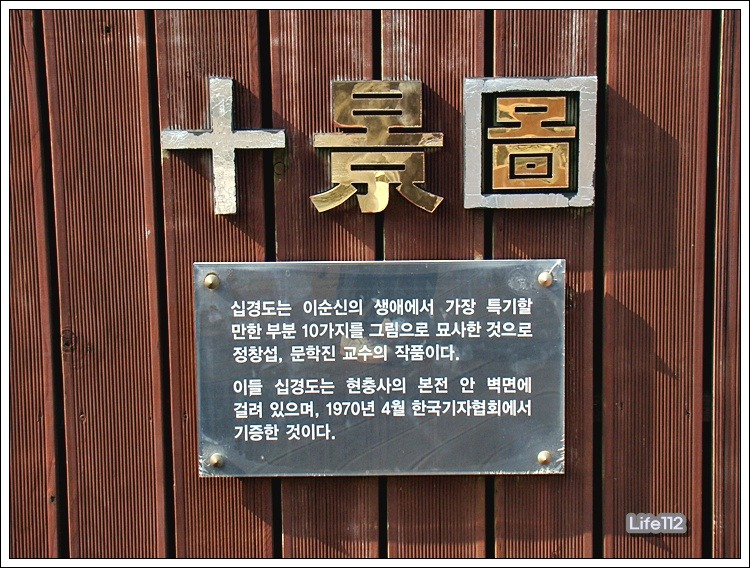 十景圖
십경도는 이순신의 생애에서 가장 특기할
만한 부분 10가지를 그림으로 묘사한 것으로
정창섭, 문학진 교수의 작품이다.
이들 십경도는 현충사의 본전 안 벽면에
걸려 있으며, 1970년 4월 한국기자협회에서
기증한 것이다.
Life112